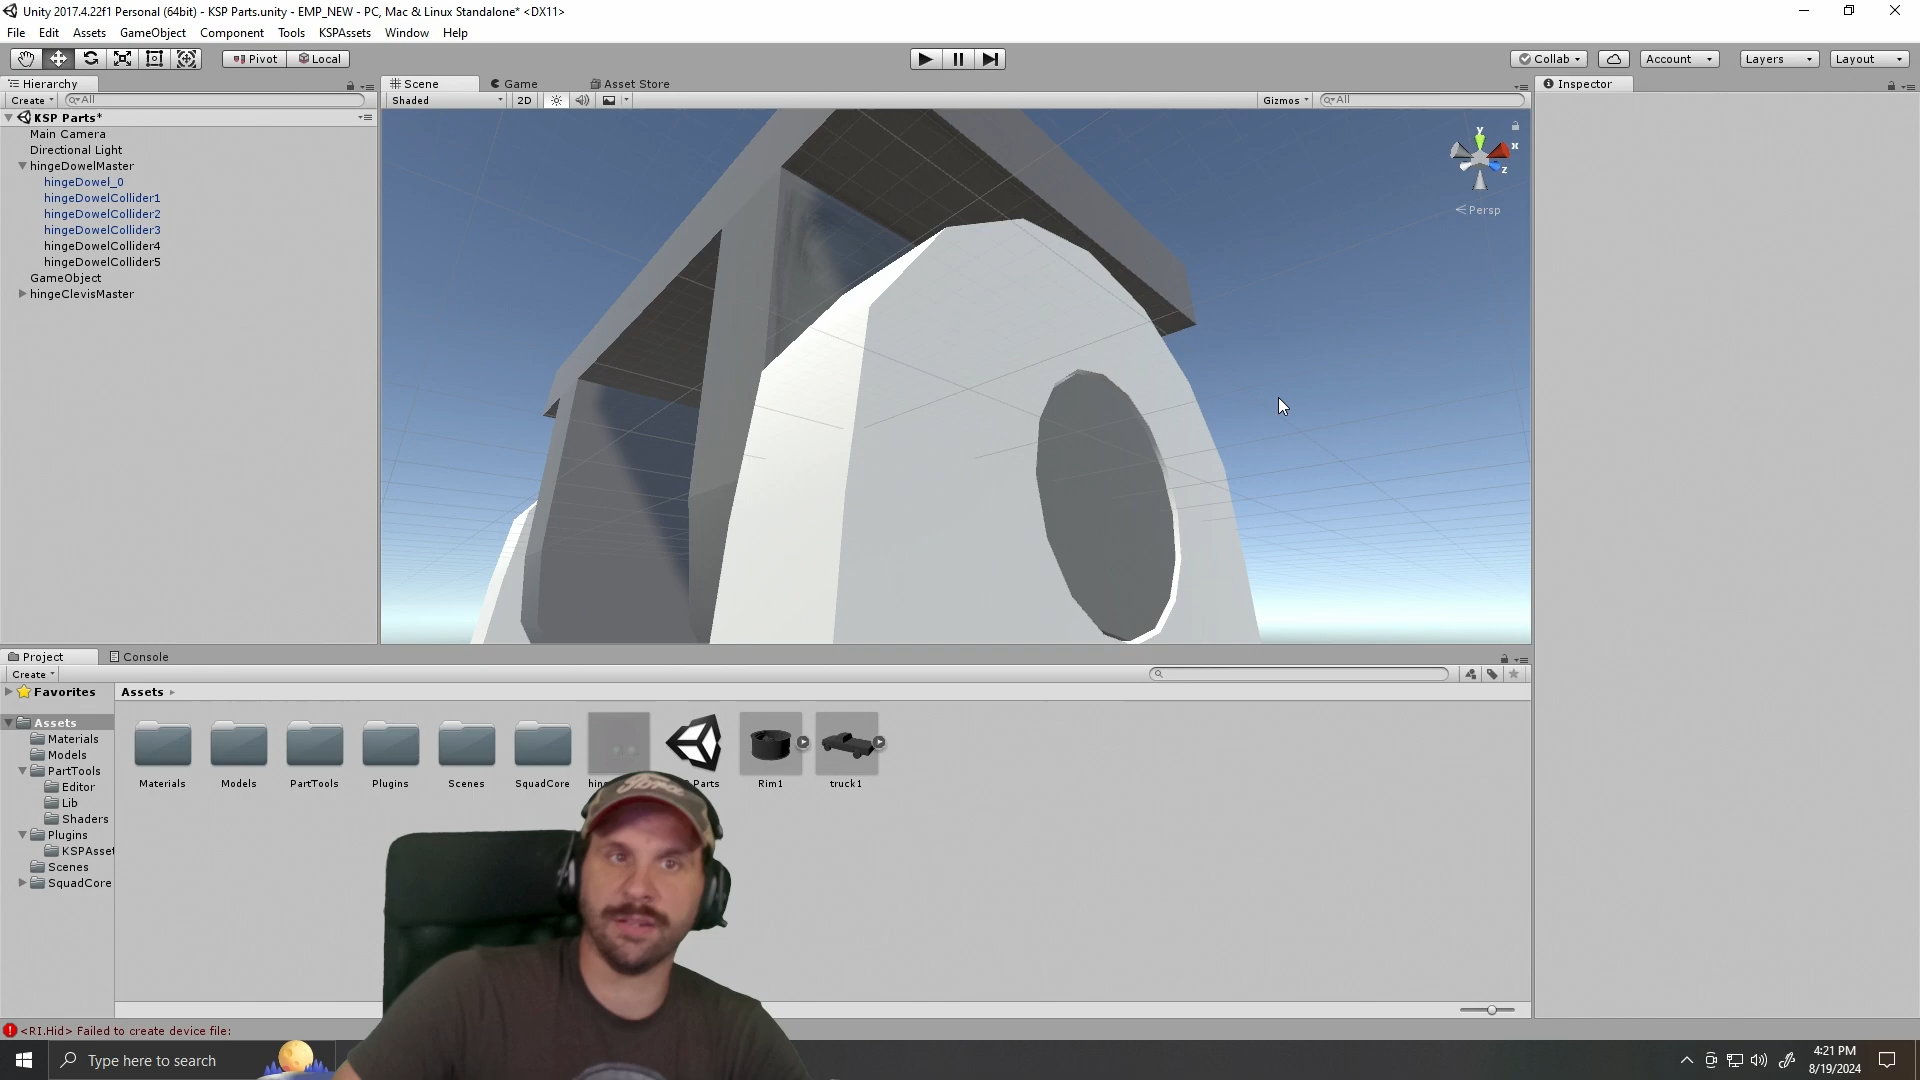 Unity 2017.4.22f1 Personal (64bit) - KSP Parts.unity - EMP_NEW - PC, Mac & Linux Standalone* <DX11>
File Edit Assets GameObject Component Tools KSPAssets Window Help
Pivot Local Collab Account Layers Layout
Hierarchy Scene Game Asset Store Inspector
Create All Shaded 2D Gizmos All
KSP Parts*
Main Camera
Directional Light
hingeDowelMaster
hingeDowel_0
hingeDowelCollider1
hingeDowelCollider2
hingeDowelCollider3
hingeDowelCollider4
hingeDowelCollider5
GameObject
hingeClevisMaster
y
x
z
Persp
Project Console
Create
Favorites Assets
Assets
Materials
Models
PartTools
Editor
Lib
Shaders
Plugins
KSPAsset
Scenes
SquadCore
Materials Models PartTools Plugins Scenes SquadCore Parts Rim1 truck1
Ford
<RI.Hid> Failed to create device file:
Type here to search
4:21 PM
8/19/2024